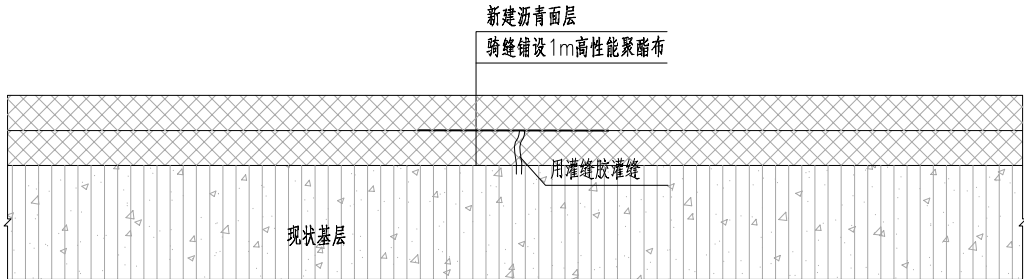 新建沥青面层
骑缝铺设1m高性能聚酯布
用灌缝胶灌缝
现状基层